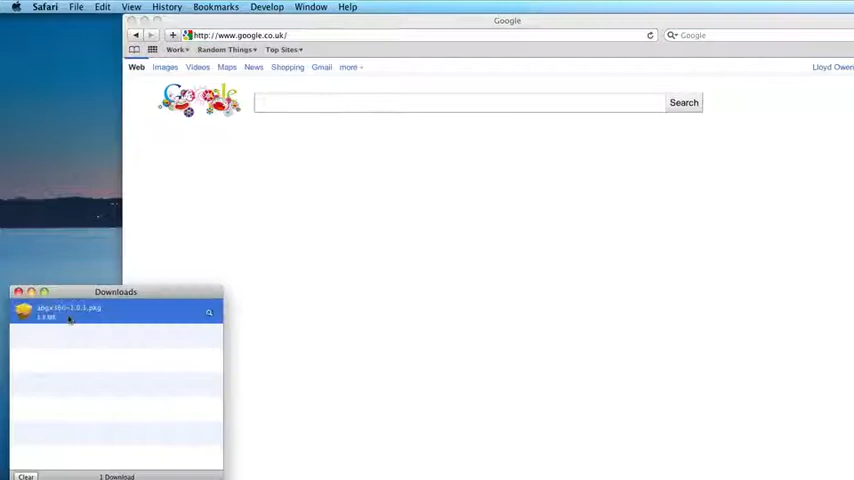 Safari File Edit View History Bookmarks Develop Window Help
Google
http://www.google.co.uk/ Google
Work Random Things Top Sites
Web Images Videos Maps News Shopping Gmail more Lloyd Owen
Google Search
Downloads
1 Download
Clear